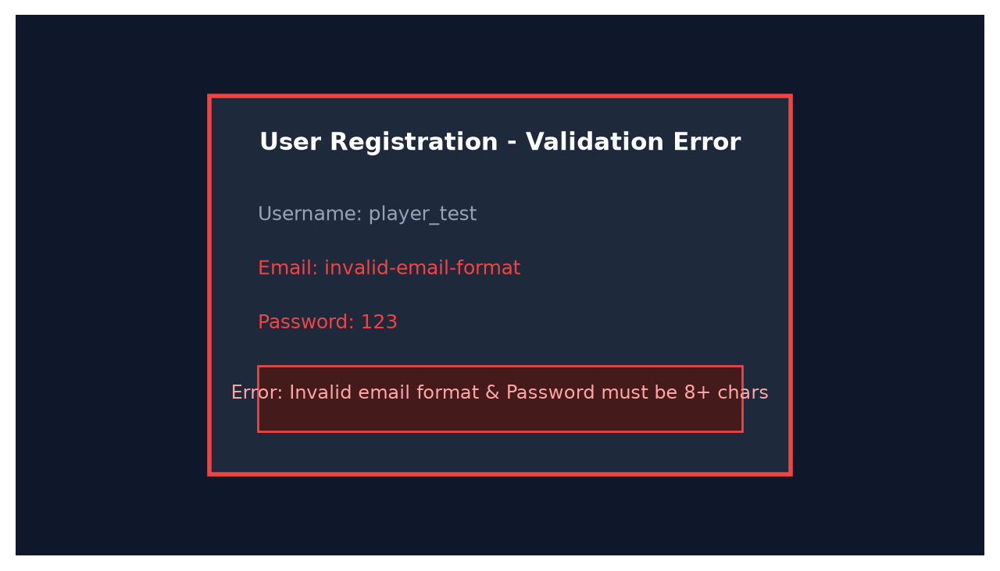 User Registration - Validation Error
Username: player_test
Email: invalid-email-format
Password: 123
Error: Invalid email format & Password must be 8+ chars